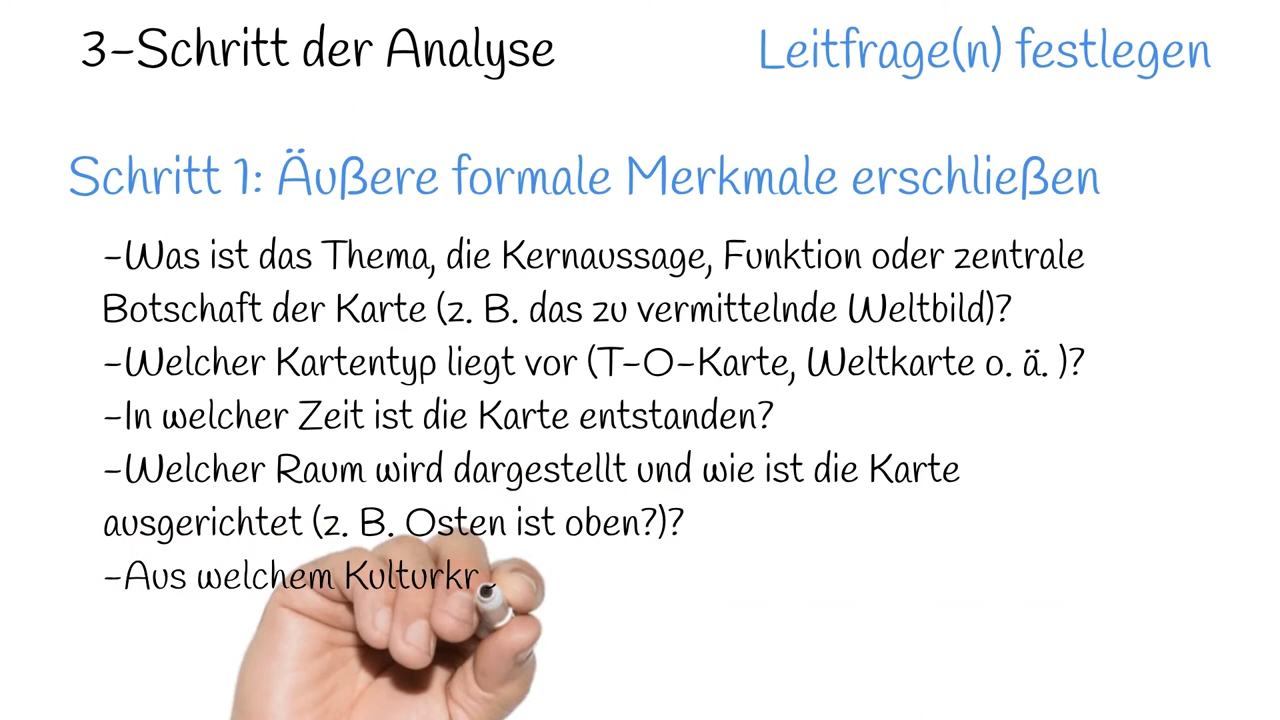 3-Schritt der Analyse
Leitfrage(n) festlegen
Schritt 1: Äußere formale Merkmale erschließen
-Was ist das Thema, die Kernaussage, Funktion oder zentrale
Botschaft der Karte (z. B. das zu vermittelnde Weltbild)?
-Welcher Kartentyp liegt vor (T-O-Karte, Weltkarte o. ä. )?
-In welcher Zeit ist die Karte entstanden?
-Welcher Raum wird dargestellt und wie ist die Karte
ausgerichtet (z. B. Osten ist oben?)?
-Aus welchem Kulturkr